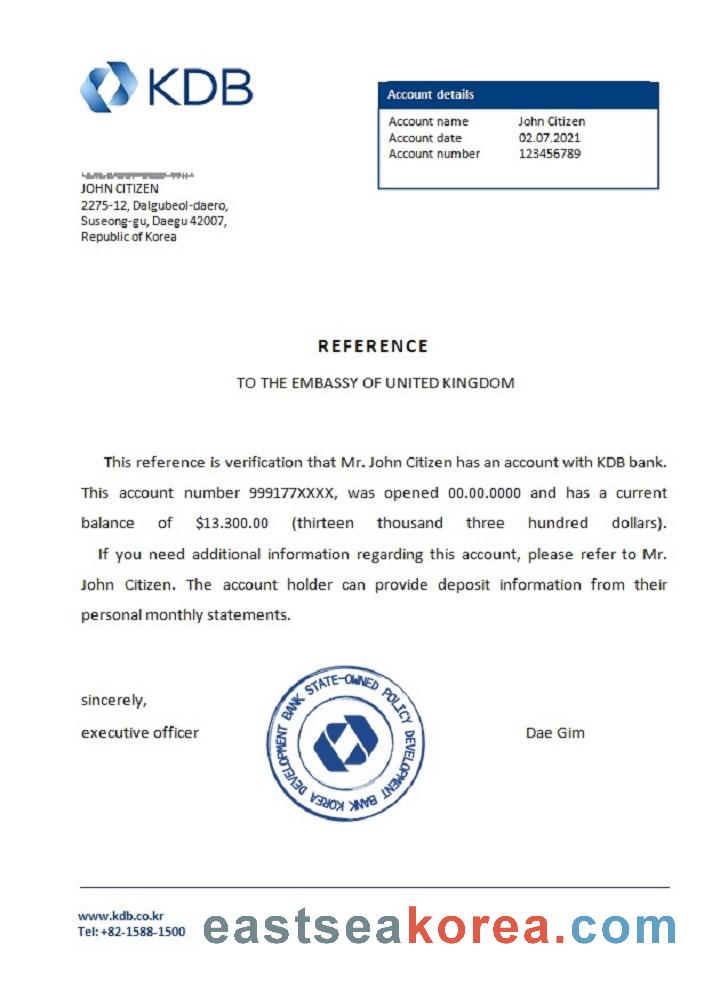 KDB
Account details
Account name John Citizen
Account date 02.07.2021
Account number 123456789
JOHN CITIZEN
2275-12, Dalgubeol-daero,
Suseong-gu, Daegu 42007,
Republic of Korea
REFERENCE
TO THE EMBASSY OF UNITED KINGDOM
This reference is verification that Mr. John Citizen has an account with KDB bank.
This account number 999177XXXX, was opened 00.00.0000 and has a current
balance of $13.300.00 (thirteen thousand three hundred dollars).
If you need additional information regarding this account, please refer to Mr.
John Citizen. The account holder can provide deposit information from their
personal monthly statements.
sincerely,
executive officer
KOREA DEVELOPMENT BANK STATE-OWNED POLICY DEVELOPMENT BANK
Dae Gim
www.kdb.co.kr
Tel: +82-1588-1500
eastseakorea.com